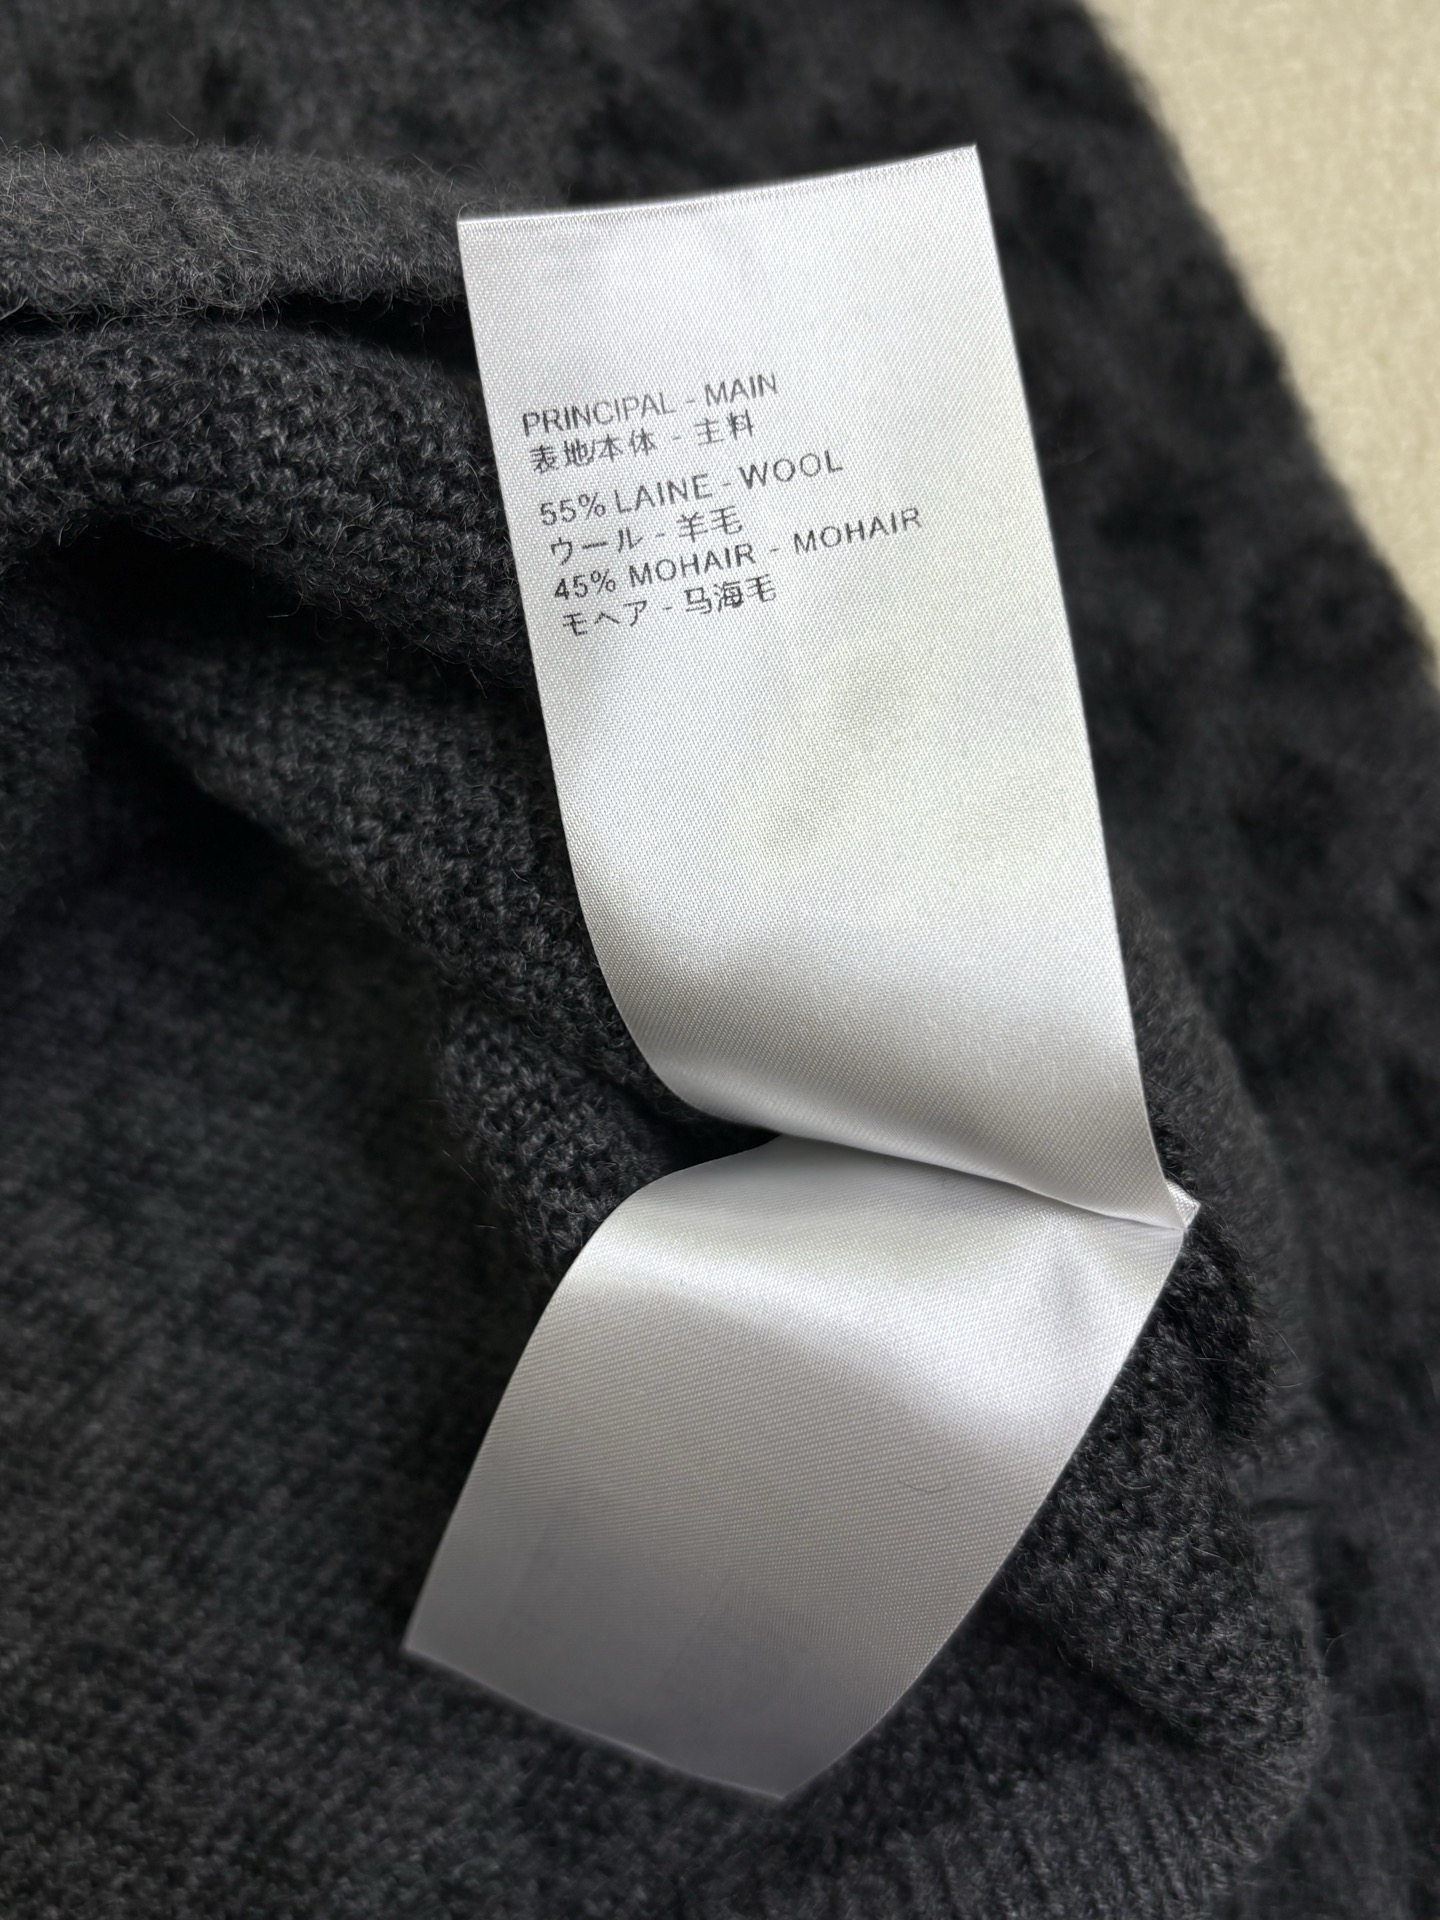 PRINCIPAL - MAIN
表地/本体 - 主料
55% LAINE - WOOL
ウール - 羊毛
45% MOHAIR - MOHAIR
モヘア - 马海毛